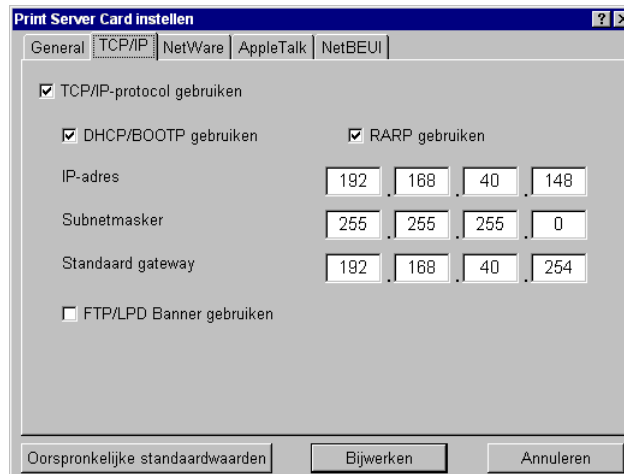 Print Server Card instellen
General TCP/IP NetWare AppleTalk NetBEUI
TCP/IP-protocol gebruiken
DHCP/BOOTP gebruiken RARP gebruiken
IP-adres 192 . 168 . 40 . 148
Subnetmasker 255 . 255 . 255 . 0
Standaard gateway 192 . 168 . 40 . 254
FTP/LPD Banner gebruiken
Oorspronkelijke standaardwaarden Bijwerken Annuleren